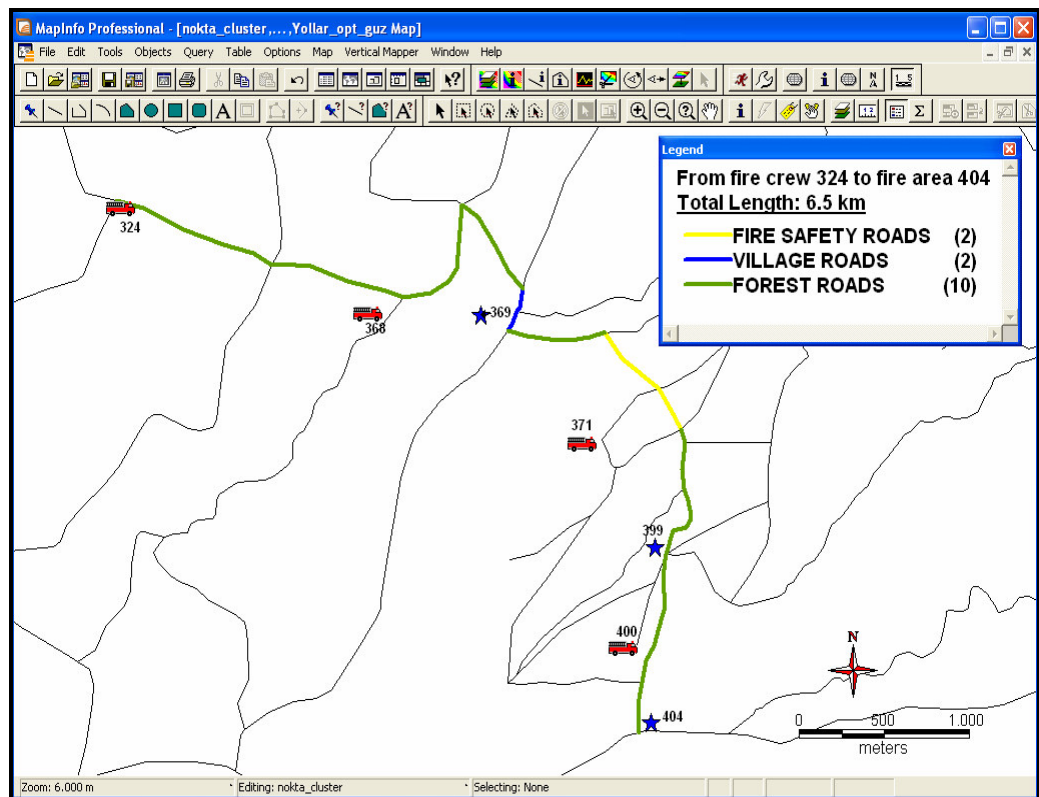 MapInfo Professional - [nokta_cluster,...,Yollar_opt_guz Map]
File Edit Tools Objects Query Table Options Map Vertical Mapper Window Help
Legend
From fire crew 324 to fire area 404
Total Length: 6.5 km
FIRE SAFETY ROADS (2)
VILLAGE ROADS (2)
FOREST ROADS (10)
324
369
368
371
399
400
N
404
0 500 1.000
meters
Zoom: 6.000 m Editing: nokta_cluster Selecting: None